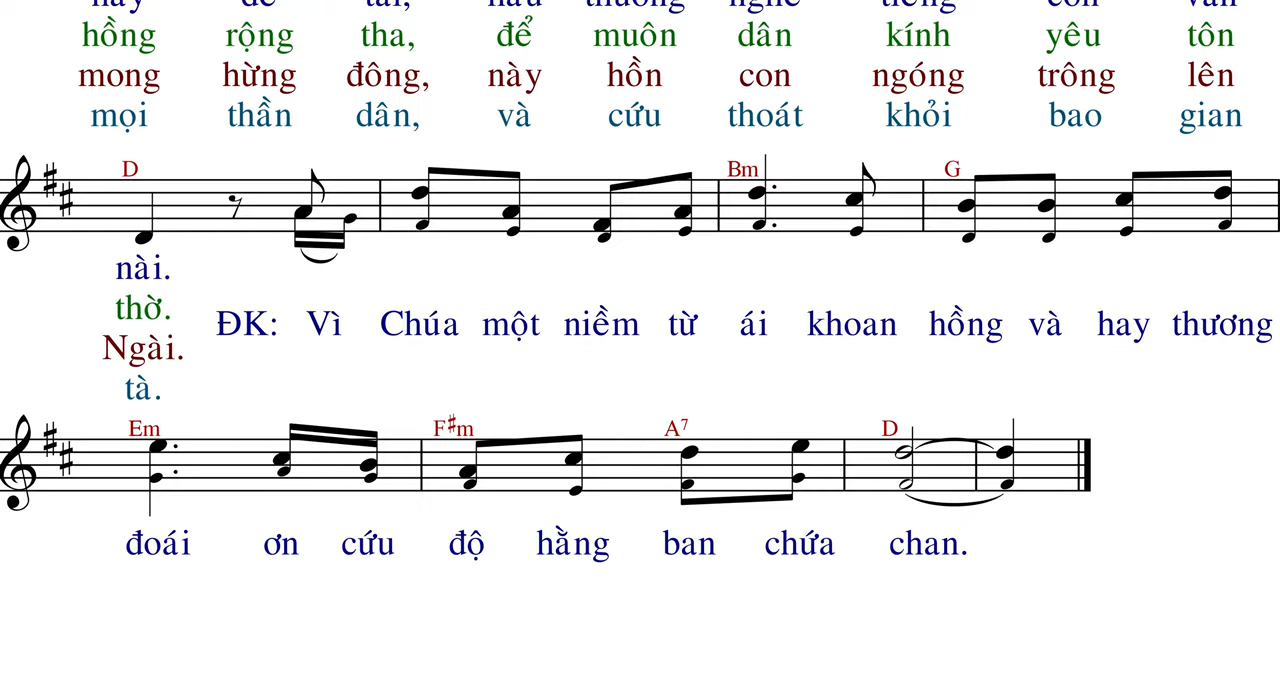 hồng rộng tha, để muôn dân kính yêu tôn
mong hừng đông, này hồn con ngóng trông lên
mọi thần dân, và cứu thoát khỏi bao gian
D Bm G
nài.
thờ.
ĐK: Vì Chúa một niềm từ ái khoan hồng và hay thương
Ngài.
tà.
Em F♯m A7 D
đoái ơn cứu độ hằng ban chứa chan.